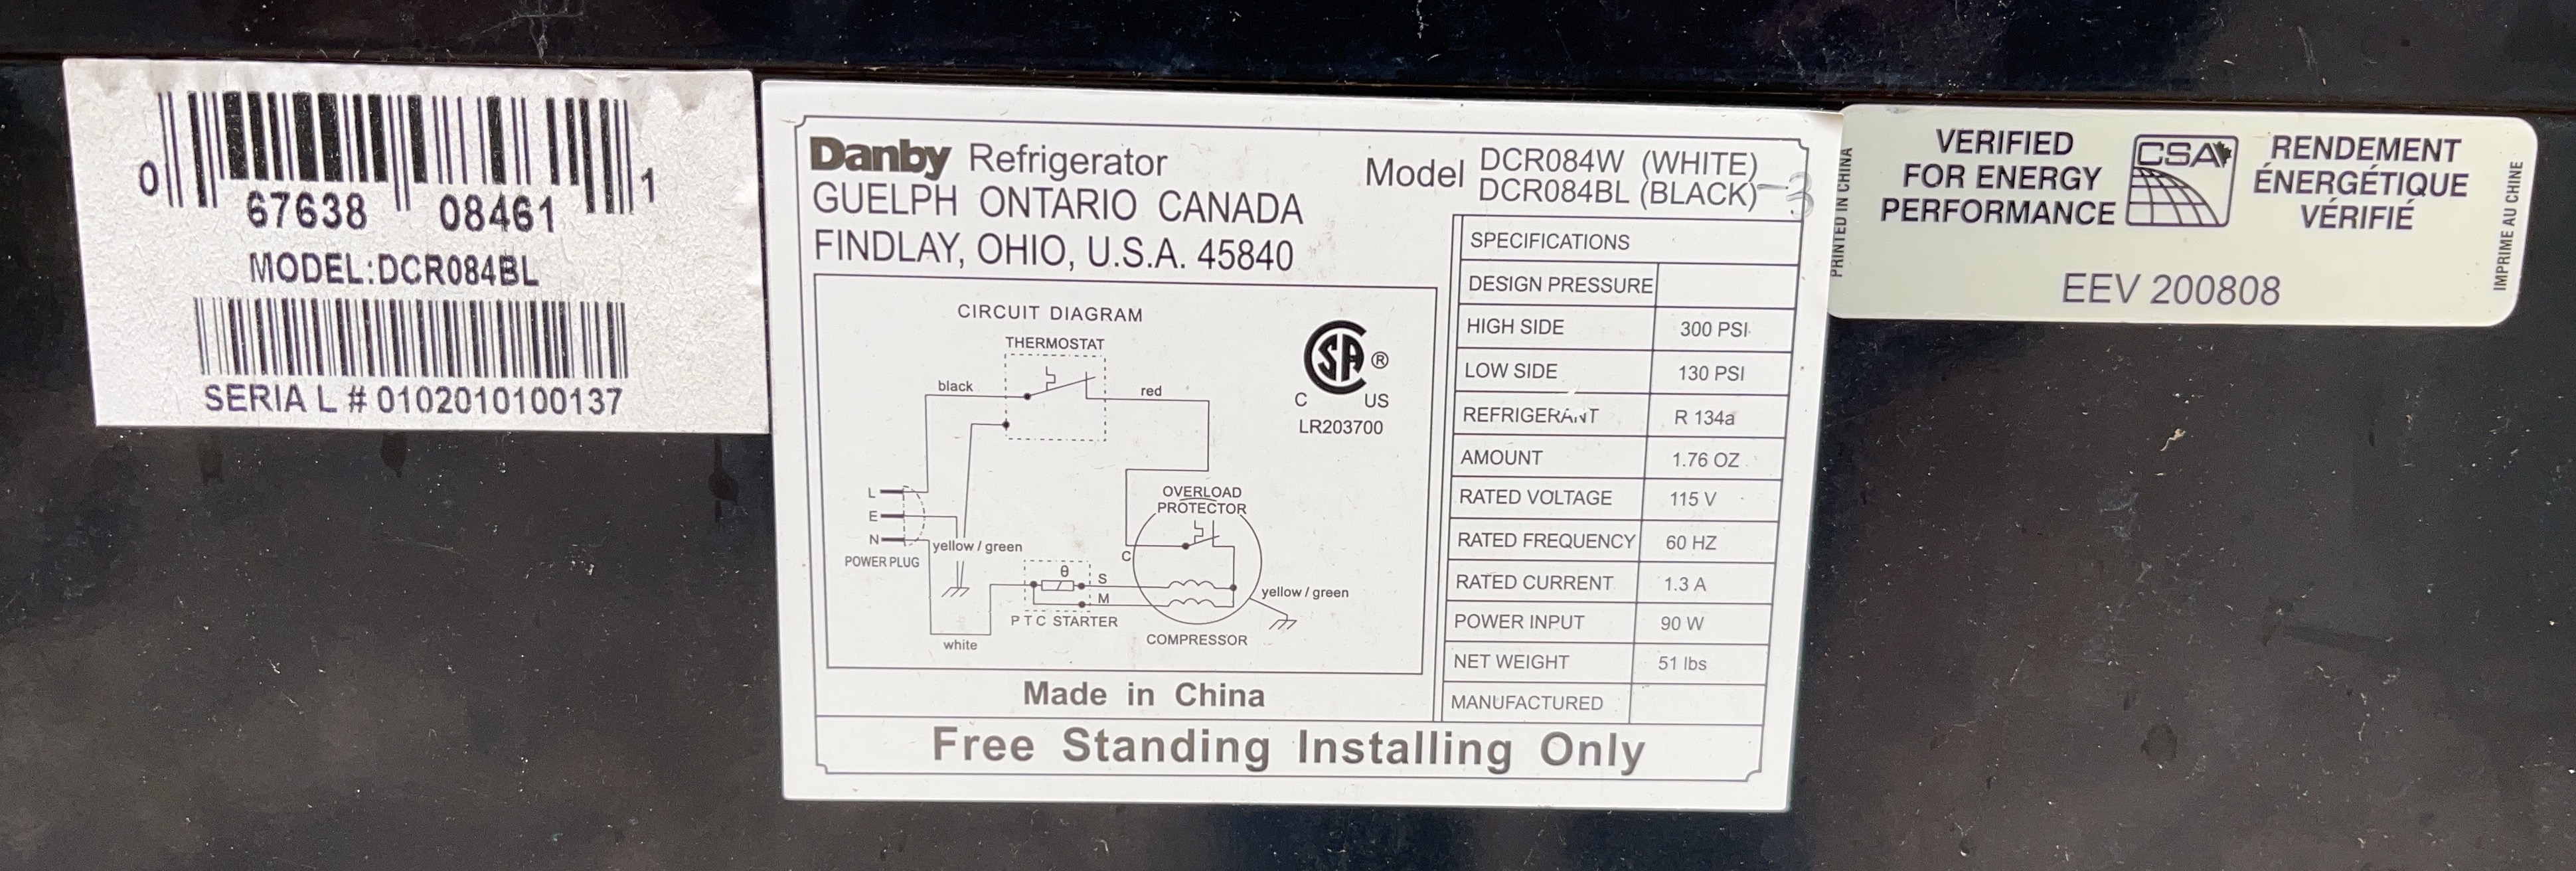 0 67638 08461 1
MODEL:DCR084BL
SERIAL # 0102010100137
Danby Refrigerator
GUELPH ONTARIO CANADA
FINDLAY, OHIO, U.S.A. 45840
Model DCR084W (WHITE)
DCR084BL (BLACK) -3
CIRCUIT DIAGRAM
THERMOSTAT
black
red
SA ®
C US
LR203700
L
E
N
POWER PLUG
yellow / green
white
θ
S
M
P T C STARTER
OVERLOAD
PROTECTOR
C
yellow / green
COMPRESSOR
SPECIFICATIONS
DESIGN PRESSURE
HIGH SIDE 300 PSI
LOW SIDE 130 PSI
REFRIGERANT R 134a
AMOUNT 1.76 OZ
RATED VOLTAGE 115 V
RATED FREQUENCY 60 HZ
RATED CURRENT 1.3 A
POWER INPUT 90 W
NET WEIGHT 51 lbs
MANUFACTURED
Made in China
Free Standing Installing Only
PRINTED IN CHINA
VERIFIED
FOR ENERGY
PERFORMANCE
CSA
RENDEMENT
ÉNERGÉTIQUE
VÉRIFIÉ
EEV 200808
IMPRIME AU CHINE